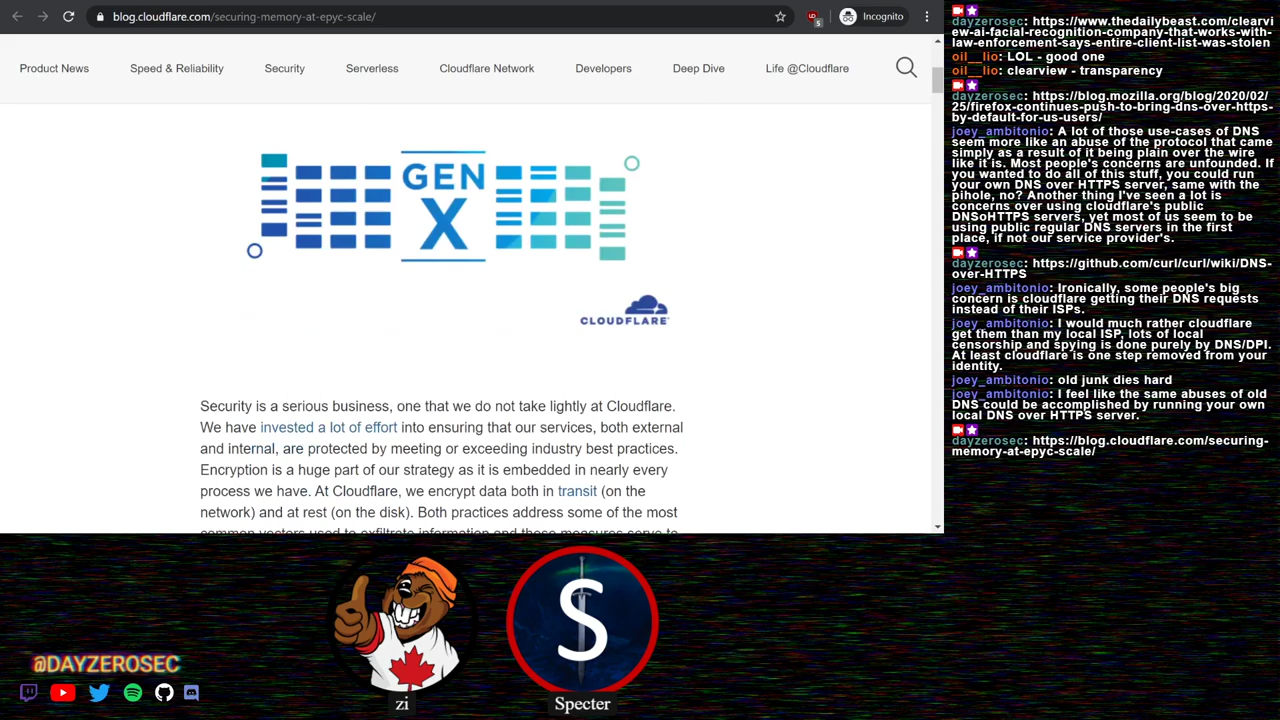 blog.cloudflare.com/securing-memory-at-epyc-scale/
5
Incognito
Product News
Speed & Reliability
Security
Serverless
Cloudflare Network
Developers
Deep Dive
Life @Cloudflare
GEN
X
CLOUDFLARE
Security is a serious business, one that we do not take lightly at Cloudflare.
We have invested a lot of effort into ensuring that our services, both external
and internal, are protected by meeting or exceeding industry best practices.
Encryption is a huge part of our strategy as it is embedded in nearly every
process we have. At Cloudflare, we encrypt data both in transit (on the
network) and at rest (on the disk). Both practices address some of the most
common vectors used to exfiltrate information and these measures serve to
dayzerosec: https://www.thedailybeast.com/clearvi
ew-ai-facial-recognition-company-that-works-with-
law-enforcement-says-entire-client-list-was-stolen
oil__lio: LOL - good one
oil__lio: clearview - transparency
dayzerosec: https://blog.mozilla.org/blog/2020/02/
25/firefox-continues-push-to-bring-dns-over-https-
by-default-for-us-users/
joey_ambitonio: A lot of those use-cases of DNS
seem more like an abuse of the protocol that came
simply as a result of it being plain over the wire
like it is. Most people's concerns are unfounded. If
you wanted to do all of this stuff, you could run
your own DNS over HTTPS server, same with the
pihole, no? Another thing I've seen a lot is
concerns over using cloudflare's public
DNSoHTTPS servers, yet most of us seem to be
using public regular DNS servers in the first
place, if not our service provider's.
dayzerosec: https://github.com/curl/curl/wiki/DNS-
over-HTTPS
joey_ambitonio: Ironically, some people's big
concern is cloudflare getting their DNS requests
instead of their ISPs.
joey_ambitonio: I would much rather cloudflare
get them than my local ISP, lots of local
censorship and spying is done purely by DNS/DPI.
At least cloudflare is one step removed from your
identity.
joey_ambitonio: old junk dies hard
joey_ambitonio: I feel like the same abuses of old
DNS could be accomplished by running your own
local DNS over HTTPS server.
dayzerosec: https://blog.cloudflare.com/securing-
memory-at-epyc-scale/
@DAYZEROSEC
zi
S
Specter